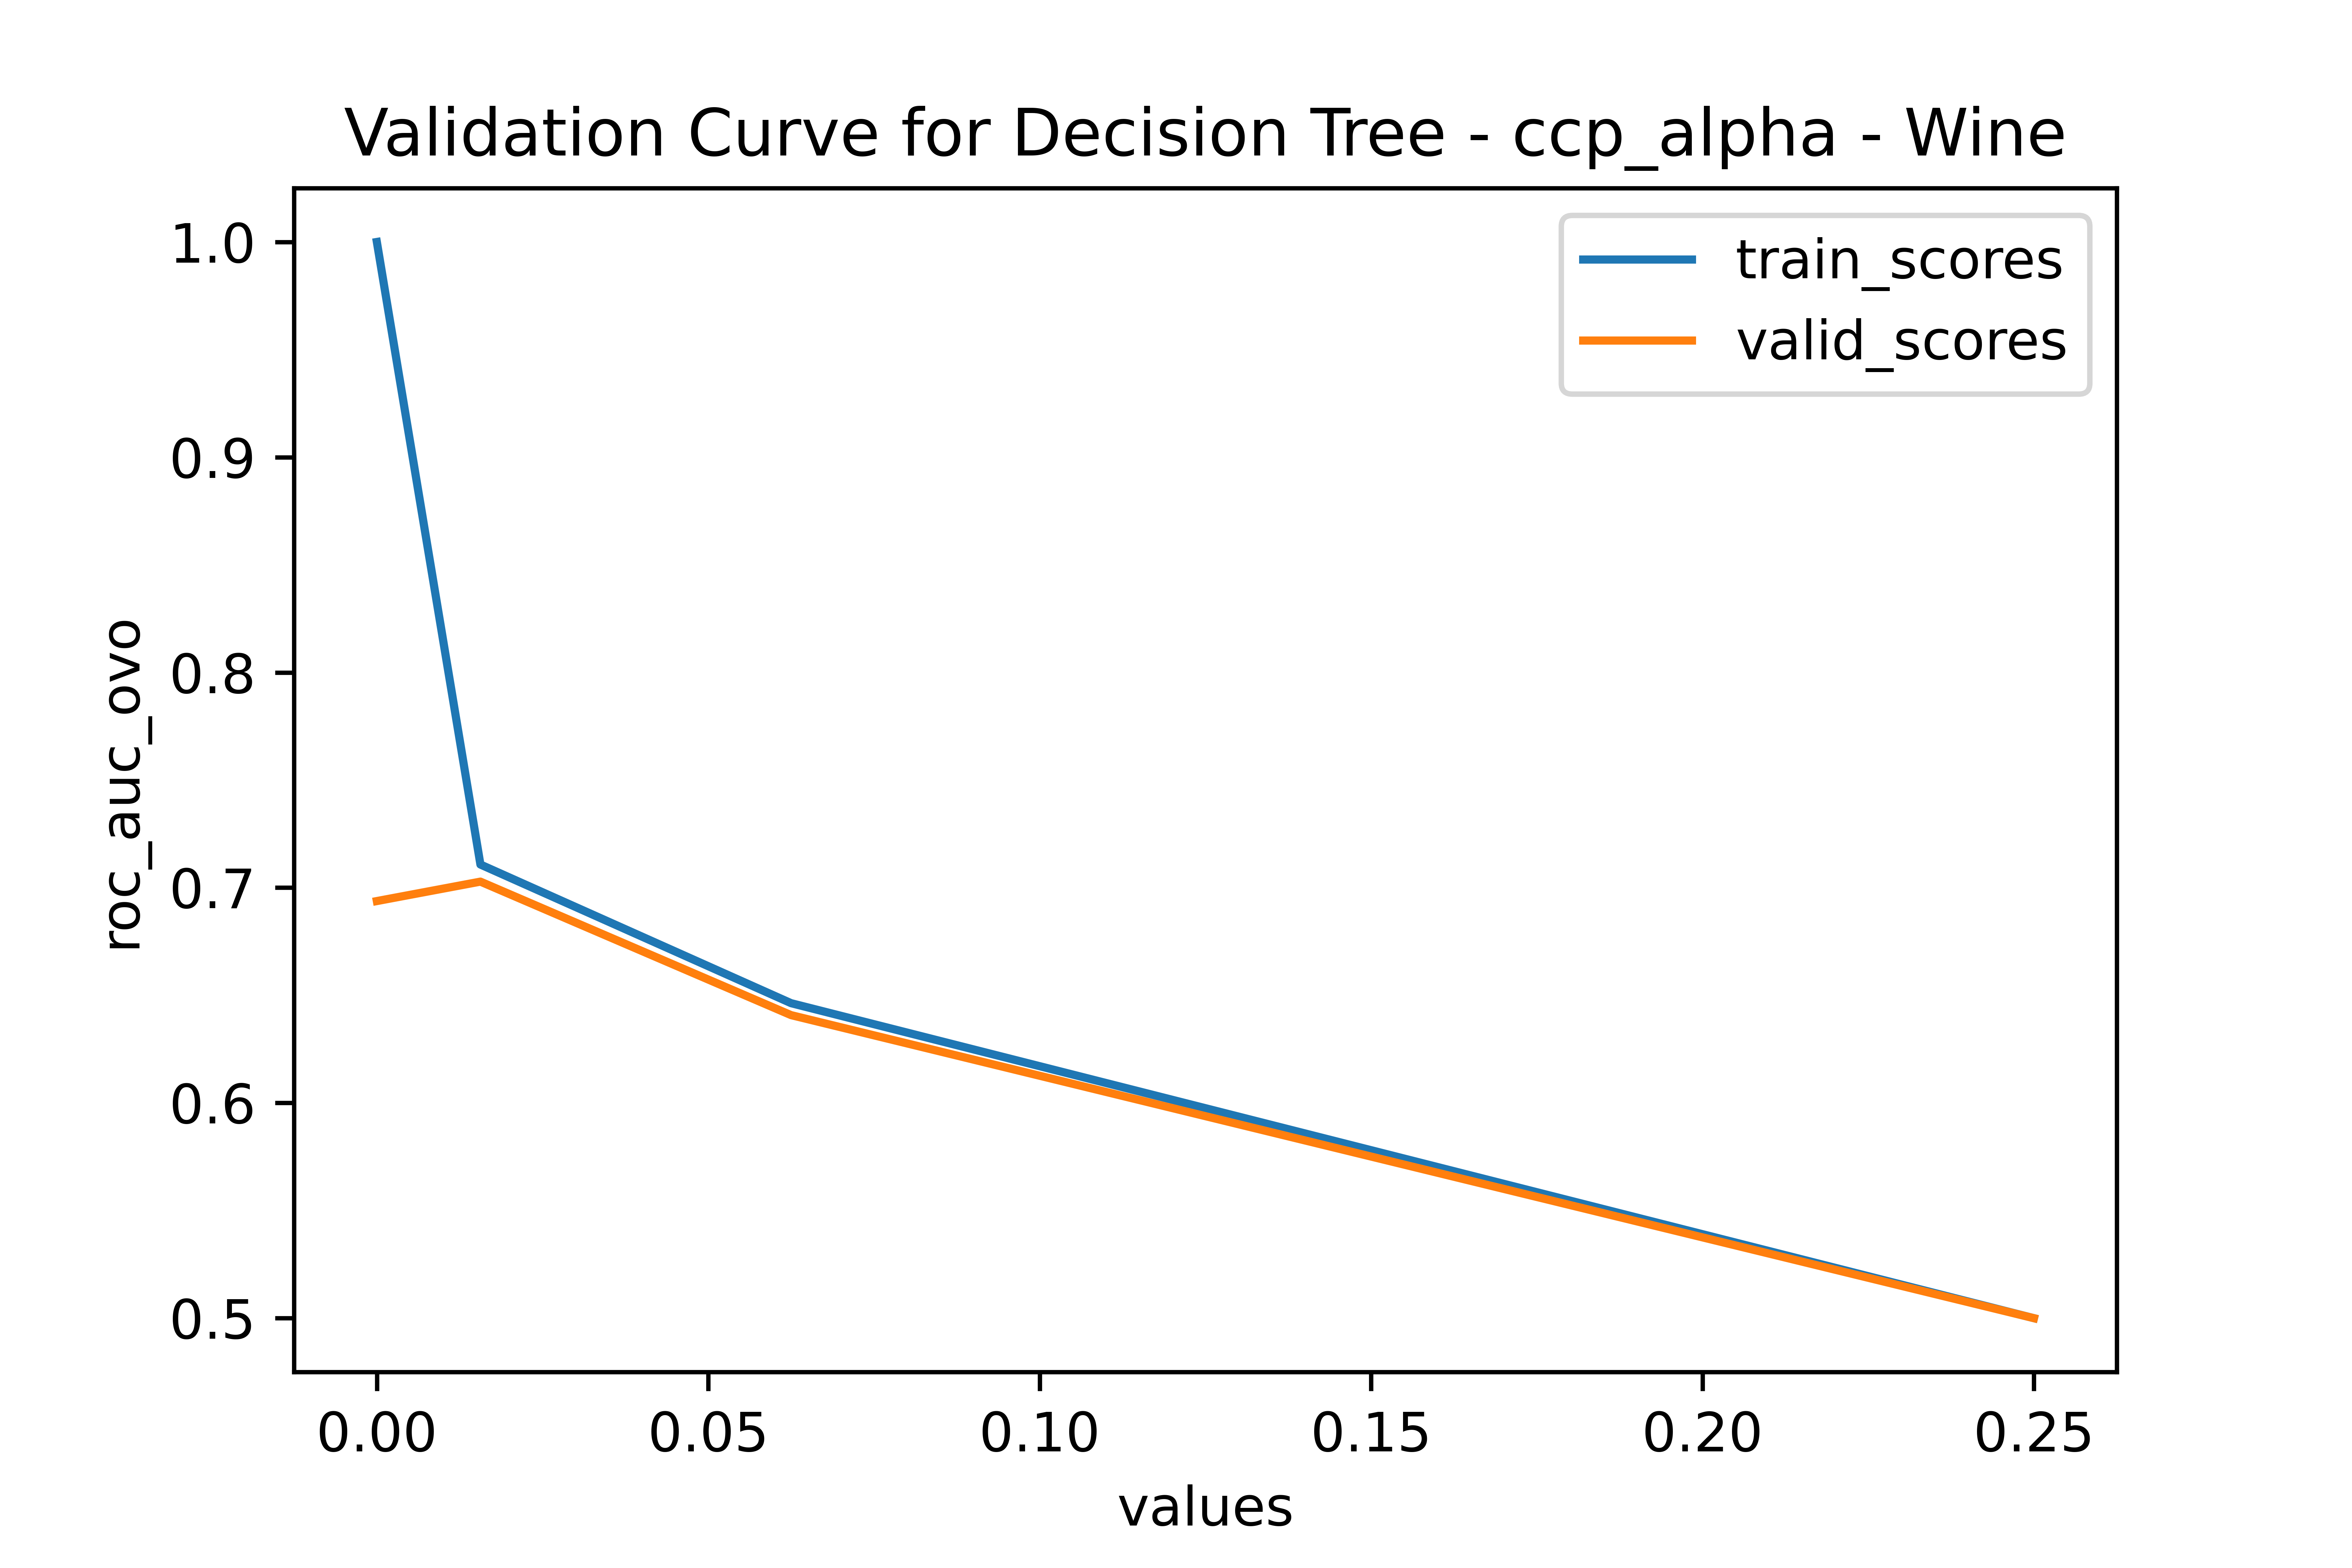 Validation Curve for Decision Tree - ccp_alpha - Wine
train_scores
valid_scores
roc_auc_ovo
1.0
0.9
0.8
0.7
0.6
0.5
0.00 0.05 0.10 0.15 0.20 0.25
values